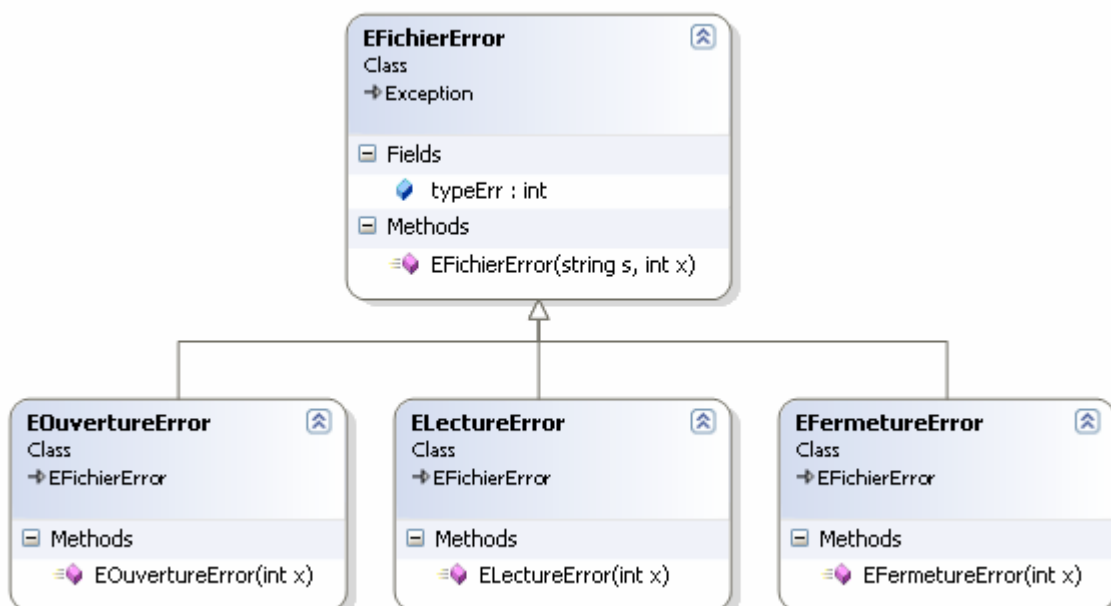 EFichierError
Class
Exception
Fields
typeErr : int
Methods
EFichierError(string s, int x)
EOuvertureError
Class
EFichierError
Methods
EOuvertureError(int x)
ELectureError
Class
EFichierError
Methods
ELectureError(int x)
EFermetureError
Class
EFichierError
Methods
EFermetureError(int x)